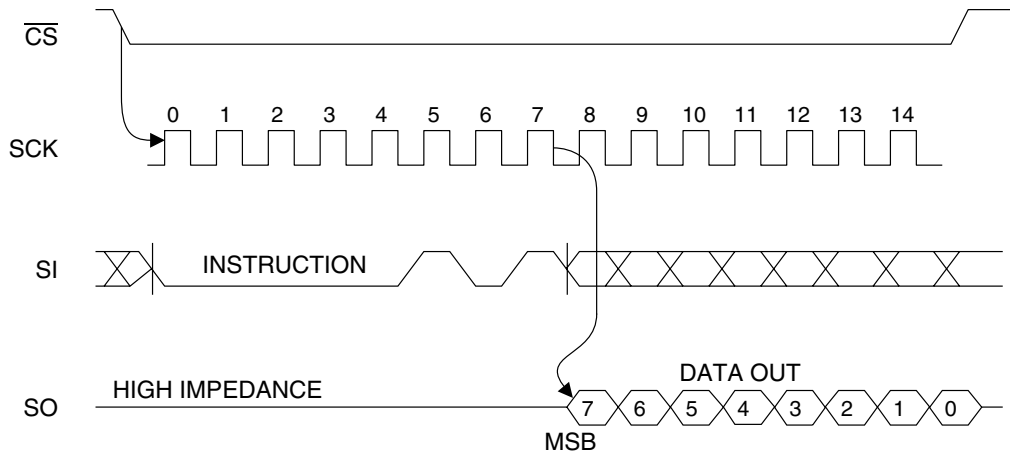 CS
0 1 2 3 4 5 6 7 8 9 10 11 12 13 14
SCK
SI INSTRUCTION
HIGH IMPEDANCE DATA OUT
SO 7 6 5 4 3 2 1 0
MSB